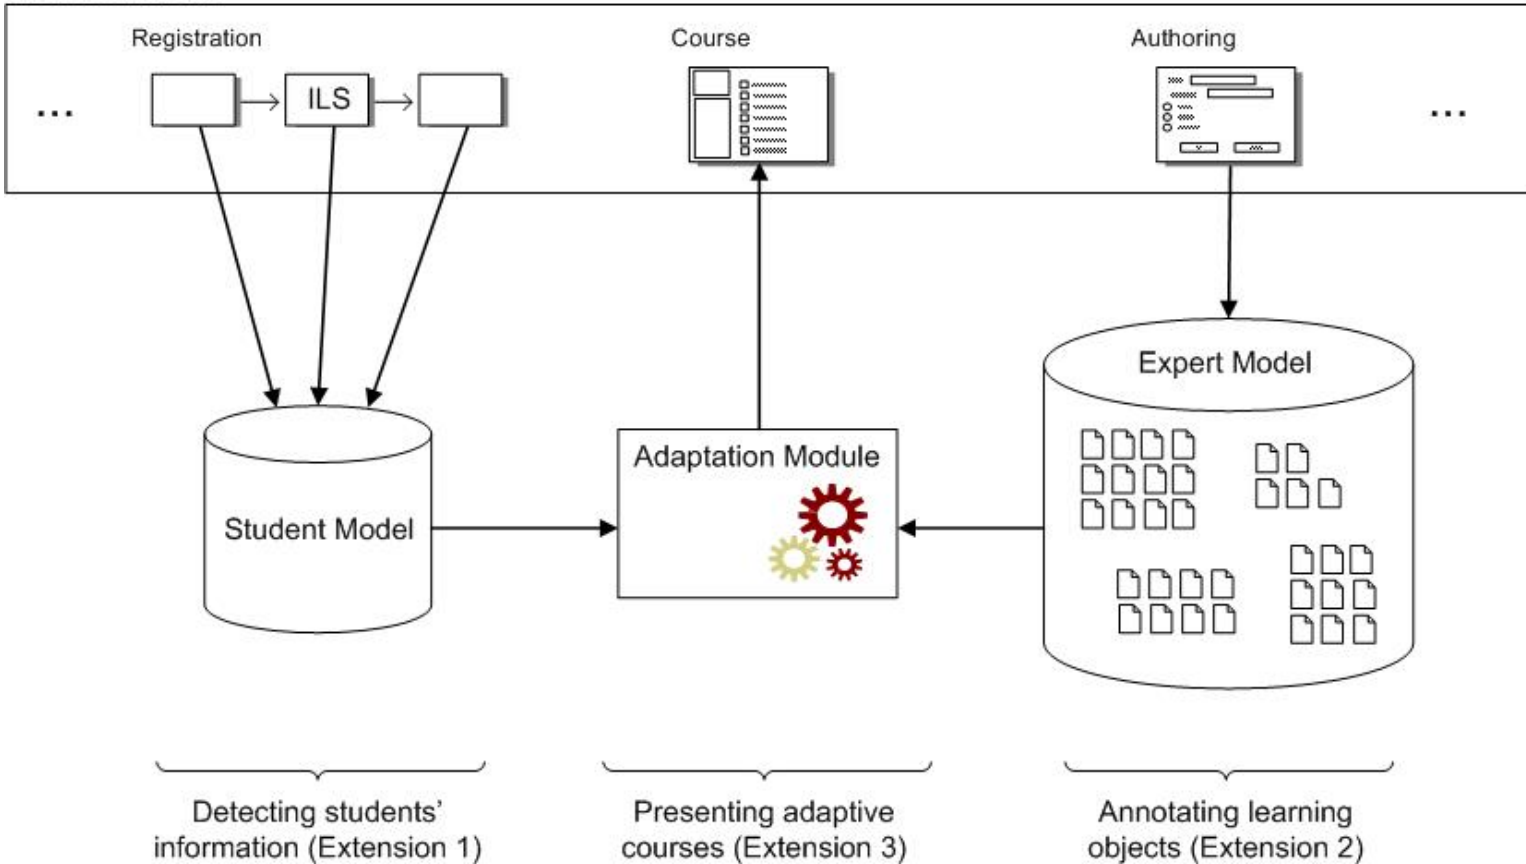 Registration
Course
Authoring
...
ILS
...
Expert Model
Adaptation Module
Student Model
Detecting students'
information (Extension 1)
Presenting adaptive
courses (Extension 3)
Annotating learning
objects (Extension 2)